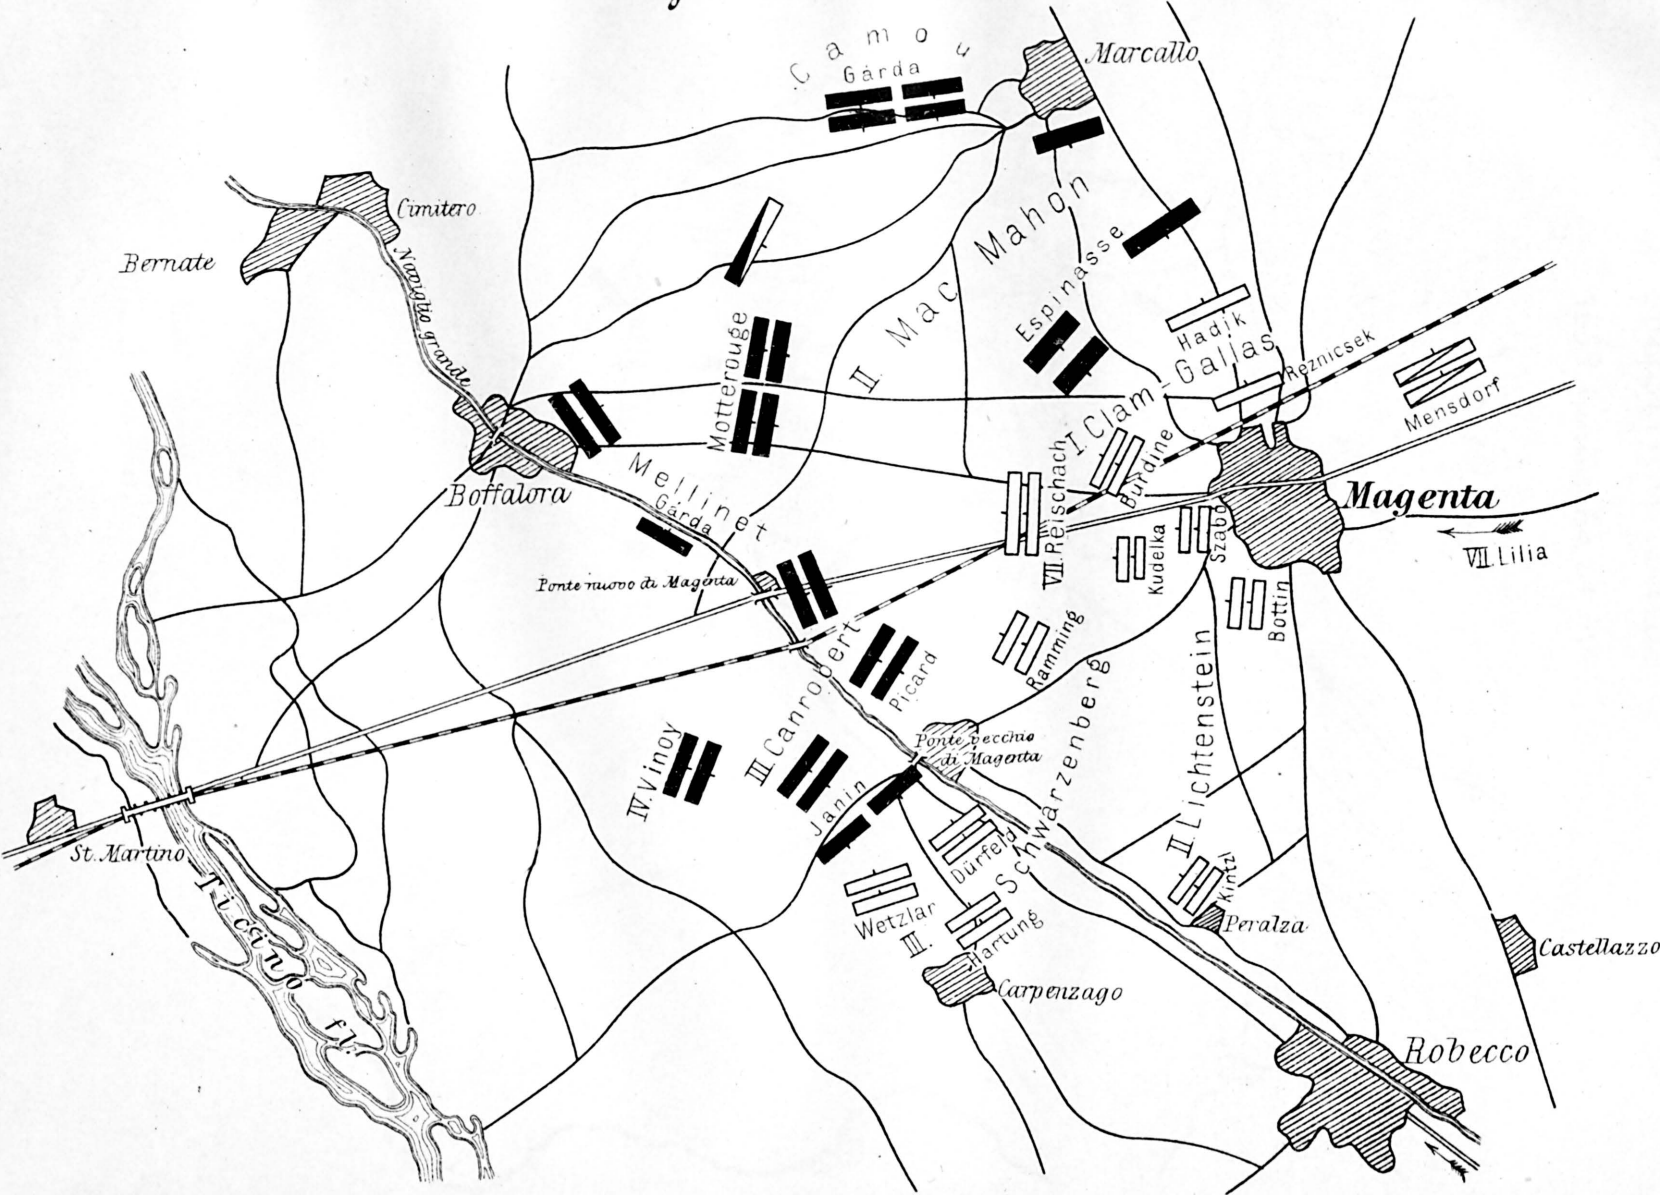 Camou
Gárda
Marcallo
Cimitero
Bernate
Naviglio grande
II. Mac Mahon
Espinasse
Hadik
I. Clam-Gallas
Reznicsek
Mensdorf
Motterouge
Boffalora
Mellinet
Gárda
Burdine
Magenta
VII. Reischach
Kudelka
Szabo
VII. Lilia
Ponte nuovo di Magenta
Bottin
Ramming
Picard
III Canrobert
IV. Vinoy
Janin
Ponte vecchio
di Magenta
III. Schwarzenberg
II. Lichtenstein
St. Martino
Ticino fl.
Dürfeld
Wetzlar
Hartung
Kintzl
Peralza
Castellazzo
Carpenzago
Robecco